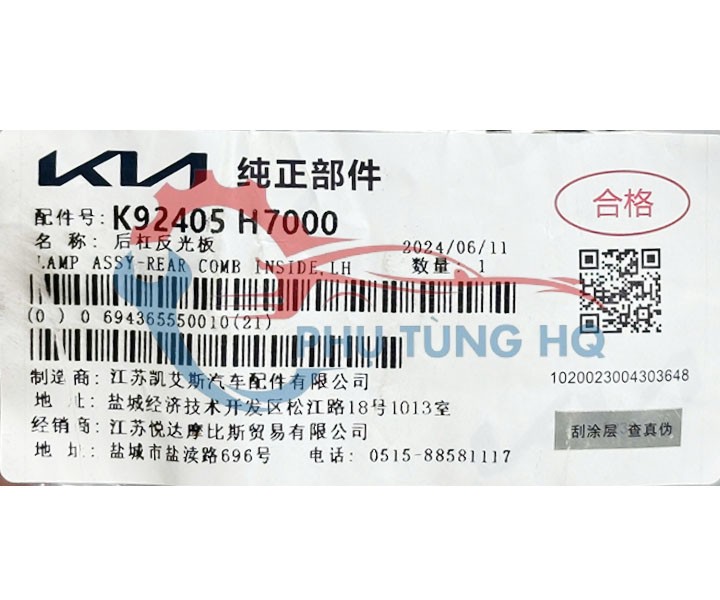 KIA 纯正部件
合格
配件号: K92405 H7000
名 称: 后杠反光板 2024/06/11
LAMP ASSY-REAR COMB INSIDE,LH 数量: 1
(0 ) 0 694365550010(21)
PHU TUNG HQ
1020023004303648
制造商: 江苏凯艾斯汽车配件有限公司
地 址: 盐城经济技术开发区松江路18号1013室
经销商: 江苏悦达摩比斯贸易有限公司
地 址: 盐城市盐渎路696号 电话: 0515-88581117
刮涂层 查真伪